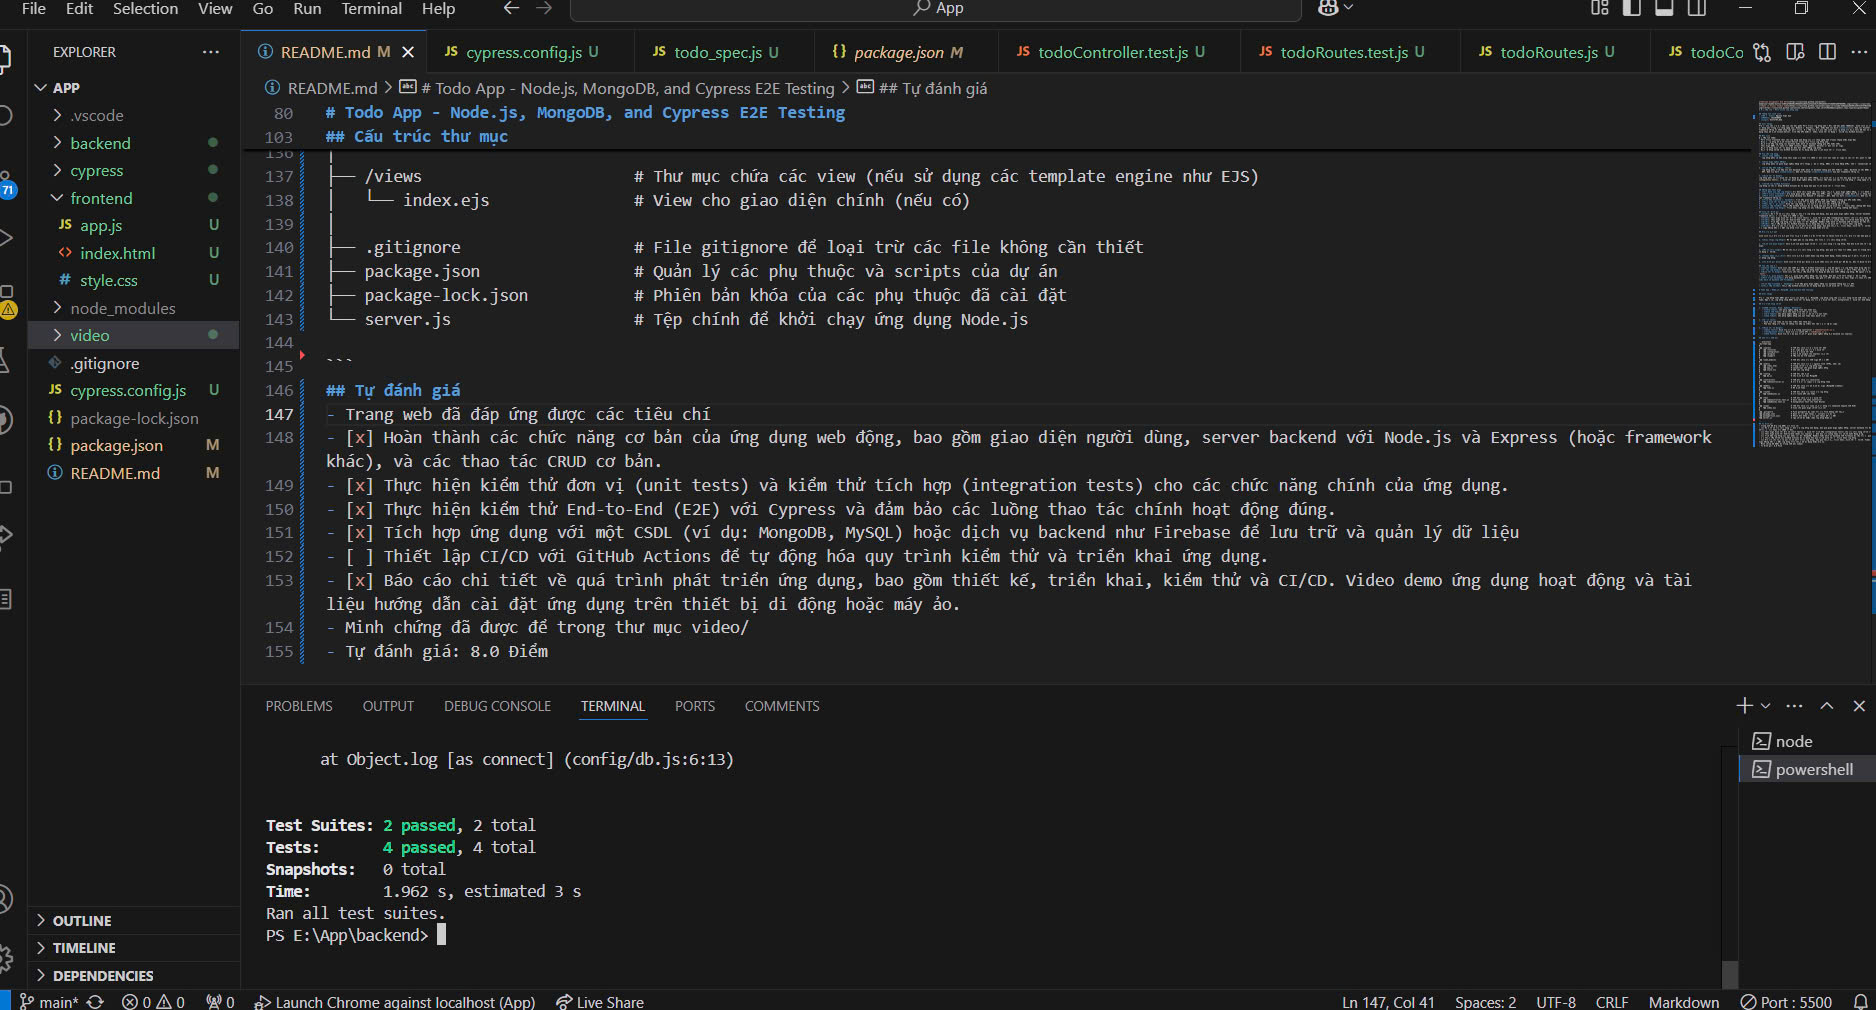 File Edit Selection View Go Run Terminal Help App
EXPLORER
README.md M
cypress.config.js U
todo_spec.js U
package.json M
todoController.test.js U
todoRoutes.test.js U
todoRoutes.js U
todoCo
README.md > # Todo App - Node.js, MongoDB, and Cypress E2E Testing > ## Tự đánh giá
APP
.vscode
backend
cypress
frontend
app.js U
index.html U
style.css U
node_modules
video
.gitignore
cypress.config.js U
package-lock.json
package.json M
README.md M
71
OUTLINE
TIMELINE
DEPENDENCIES
80 # Todo App - Node.js, MongoDB, and Cypress E2E Testing
103 ## Cấu trúc thư mục
136 │
137 ├── /views # Thư mục chứa các view (nếu sử dụng các template engine như EJS)
138 │ └── index.ejs # View cho giao diện chính (nếu có)
139 │
140 ├── .gitignore # File gitignore để loại trừ các file không cần thiết
141 ├── package.json # Quản lý các phụ thuộc và scripts của dự án
142 ├── package-lock.json # Phiên bản khóa của các phụ thuộc đã cài đặt
143 └── server.js # Tệp chính để khởi chạy ứng dụng Node.js
144
145 ```
146 ## Tự đánh giá
147 - Trang web đã đáp ứng được các tiêu chí
148 - [x] Hoàn thành các chức năng cơ bản của ứng dụng web động, bao gồm giao diện người dùng, server backend với Node.js và Express (hoặc framework
khác), và các thao tác CRUD cơ bản.
149 - [x] Thực hiện kiểm thử đơn vị (unit tests) và kiểm thử tích hợp (integration tests) cho các chức năng chính của ứng dụng.
150 - [x] Thực hiện kiểm thử End-to-End (E2E) với Cypress và đảm bảo các luồng thao tác chính hoạt động đúng.
151 - [x] Tích hợp ứng dụng với một CSDL (ví dụ: MongoDB, MySQL) hoặc dịch vụ backend như Firebase để lưu trữ và quản lý dữ liệu
152 - [ ] Thiết lập CI/CD với GitHub Actions để tự động hóa quy trình kiểm thử và triển khai ứng dụng.
153 - [x] Báo cáo chi tiết về quá trình phát triển ứng dụng, bao gồm thiết kế, triển khai, kiểm thử và CI/CD. Video demo ứng dụng hoạt động và tài
liệu hướng dẫn cài đặt ứng dụng trên thiết bị di động hoặc máy ảo.
154 - Minh chứng đã được để trong thư mục video/
155 - Tự đánh giá: 8.0 Điểm
PROBLEMS OUTPUT DEBUG CONSOLE TERMINAL PORTS COMMENTS
at Object.log [as connect] (config/db.js:6:13)
Test Suites: 2 passed, 2 total
Tests: 4 passed, 4 total
Snapshots: 0 total
Time: 1.962 s, estimated 3 s
Ran all test suites.
PS E:\App\backend>
node
powershell
main* 0 0 0 Launch Chrome against localhost (App) Live Share Ln 147, Col 41 Spaces: 2 UTF-8 CRLF Markdown Port : 5500